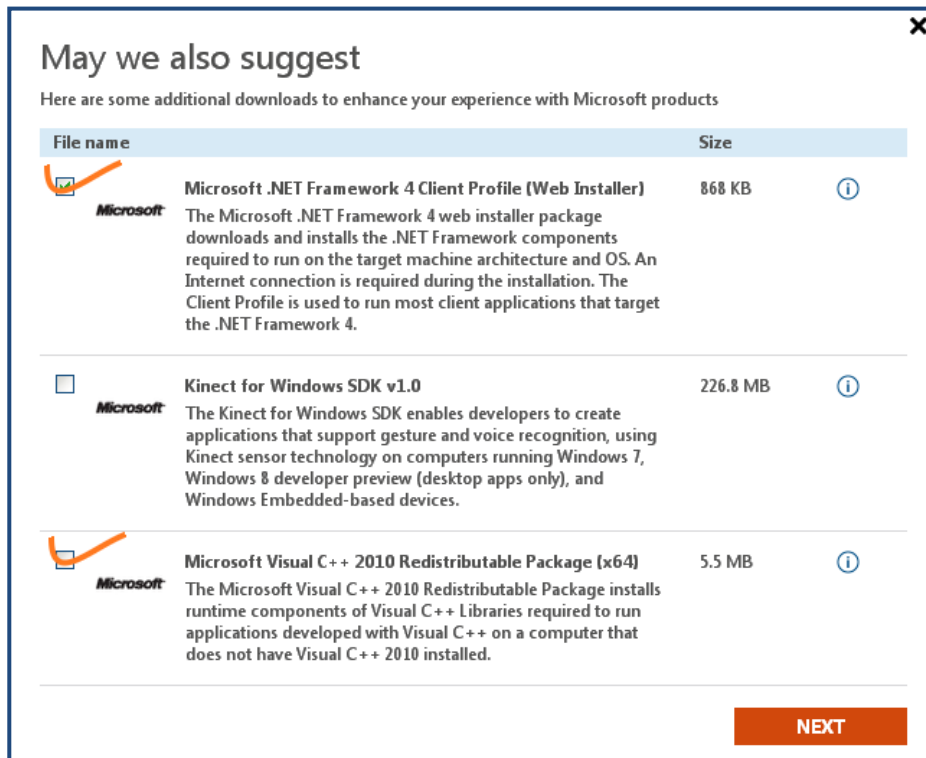 May we also suggest
Here are some additional downloads to enhance your experience with Microsoft products
File name Size
Microsoft .NET Framework 4 Client Profile (Web Installer) 868 KB
Microsoft
The Microsoft .NET Framework 4 web installer package
downloads and installs the .NET Framework components
required to run on the target machine architecture and OS. An
Internet connection is required during the installation. The
Client Profile is used to run most client applications that target
the .NET Framework 4.
Kinect for Windows SDK v1.0 226.8 MB
Microsoft
The Kinect for Windows SDK enables developers to create
applications that support gesture and voice recognition, using
Kinect sensor technology on computers running Windows 7,
Windows 8 developer preview (desktop apps only), and
Windows Embedded-based devices.
Microsoft Visual C++ 2010 Redistributable Package (x64) 5.5 MB
Microsoft
The Microsoft Visual C++ 2010 Redistributable Package installs
runtime components of Visual C++ Libraries required to run
applications developed with Visual C++ on a computer that
does not have Visual C++ 2010 installed.
NEXT